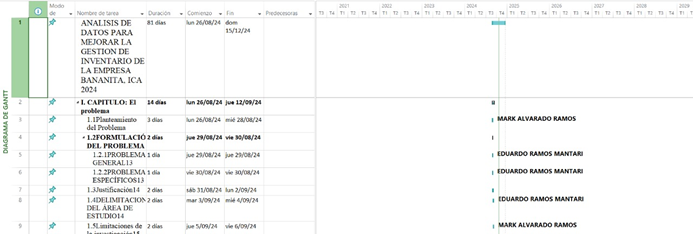 Modo de
Nombre de tarea
Duración
Comienzo
Fin
Predecesoras
2021 2022 2023 2024 2025 2026 2027 2028 2029
T3 T4 T1 T2 T3 T4 T1 T2 T3 T4 T1 T2 T3 T4 T1 T2 T3 T4 T1 T2 T3 T4 T1 T2 T3 T4 T1 T2 T3 T4 T1 T2 T3 T4 T1
DIAGRAMA DE GANTT
1 ANALISIS DE 81 días lun 26/08/24 dom
DATOS PARA 15/12/24
MEJORAR LA
GESTION DE
INVENTARIO DE
LA EMPRESA
BANANITA, ICA
2024
2 I. CAPITULO: El 14 días lun 26/08/24 jue 12/09/24
problema
3 1.1Planteamiento 3 días lun 26/08/24 mié 28/08/24 MARK ALVARADO RAMOS
del Problema
4 1.2FORMULACIÓ 2 días jue 29/08/24 vie 30/08/24
DEL PROBLEMA
5 1.2.1PROBLEMA 1 día jue 29/08/24 jue 29/08/24 EDUARDO RAMOS MANTARI
GENERAL13
6 1.2.2PROBLEMA 1 día vie 30/08/24 vie 30/08/24 EDUARDO RAMOS MANTARI
ESPECÍFICOS13
7 1.3Justificación14 2 días sáb 31/08/24 lun 2/09/24
8 1.4DELIMITACION 2 días mar 3/09/24 mié 4/09/24 EDUARDO RAMOS MANTARI
DEL ÁREA DE
ESTUDIO14
9 1.5Limitaciones de 2 días jue 5/09/24 vie 6/09/24 MARK ALVARADO RAMOS
la investigación15